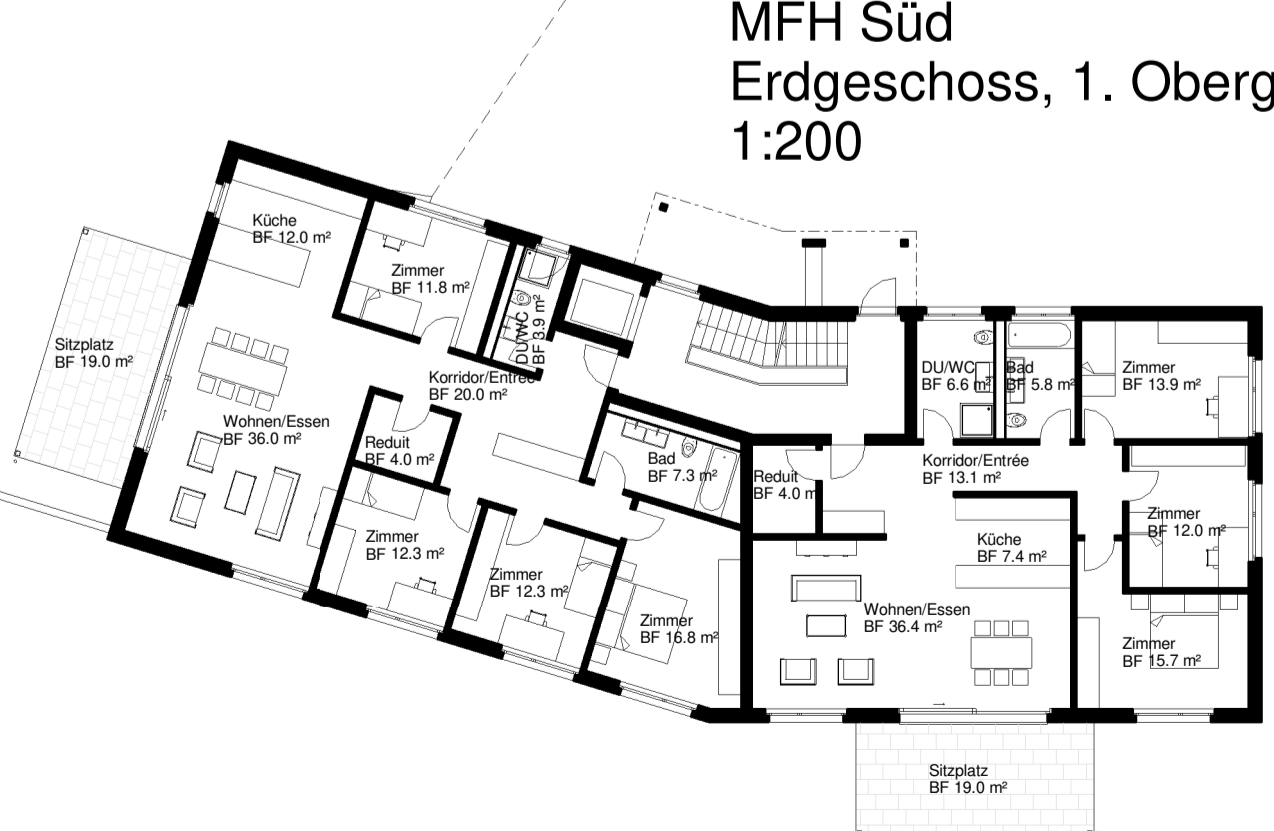 MFH Süd
Erdgeschoss, 1. Oberg
1:200
Küche
BF 12.0 m²
Zimmer
BF 11.8 m²
DU/WC
BF 3.9 m²
Sitzplatz
BF 19.0 m²
Korridor/Entrée
BF 20.0 m²
Wohnen/Essen
BF 36.0 m²
Reduit
BF 4.0 m²
Bad
BF 7.3 m²
Zimmer
BF 12.3 m²
Zimmer
BF 12.3 m²
Zimmer
BF 16.8 m²
DU/WC
BF 6.6 m²
Bad
BF 5.8 m²
Zimmer
BF 13.9 m²
Reduit
BF 4.0 m
Korridor/Entrée
BF 13.1 m²
Zimmer
BF 12.0 m²
Küche
BF 7.4 m²
Wohnen/Essen
BF 36.4 m²
Zimmer
BF 15.7 m²
Sitzplatz
BF 19.0 m²